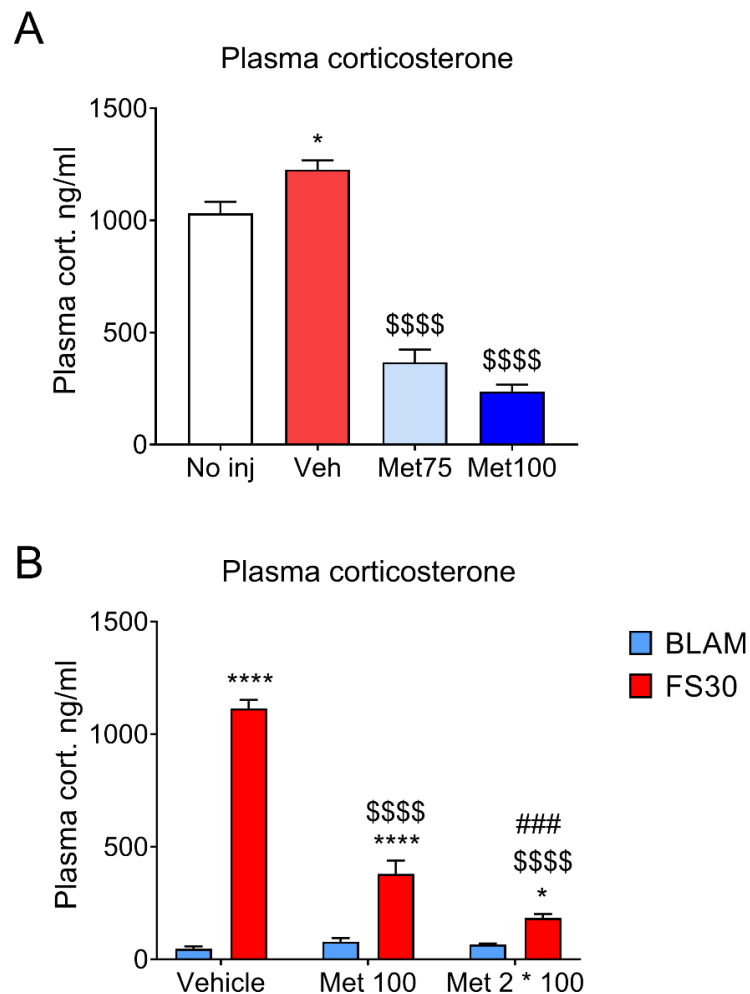 A
Plasma corticosterone
Plasma cort. ng/ml
1500
1000
500
0
*
$$$$
$$$$
No inj Veh Met75 Met100
B
Plasma corticosterone
Plasma cort. ng/ml
1500
1000
500
0
****
$$$$
****
###
$$$$
*
Vehicle Met 100 Met 2 * 100
BLAM
FS30